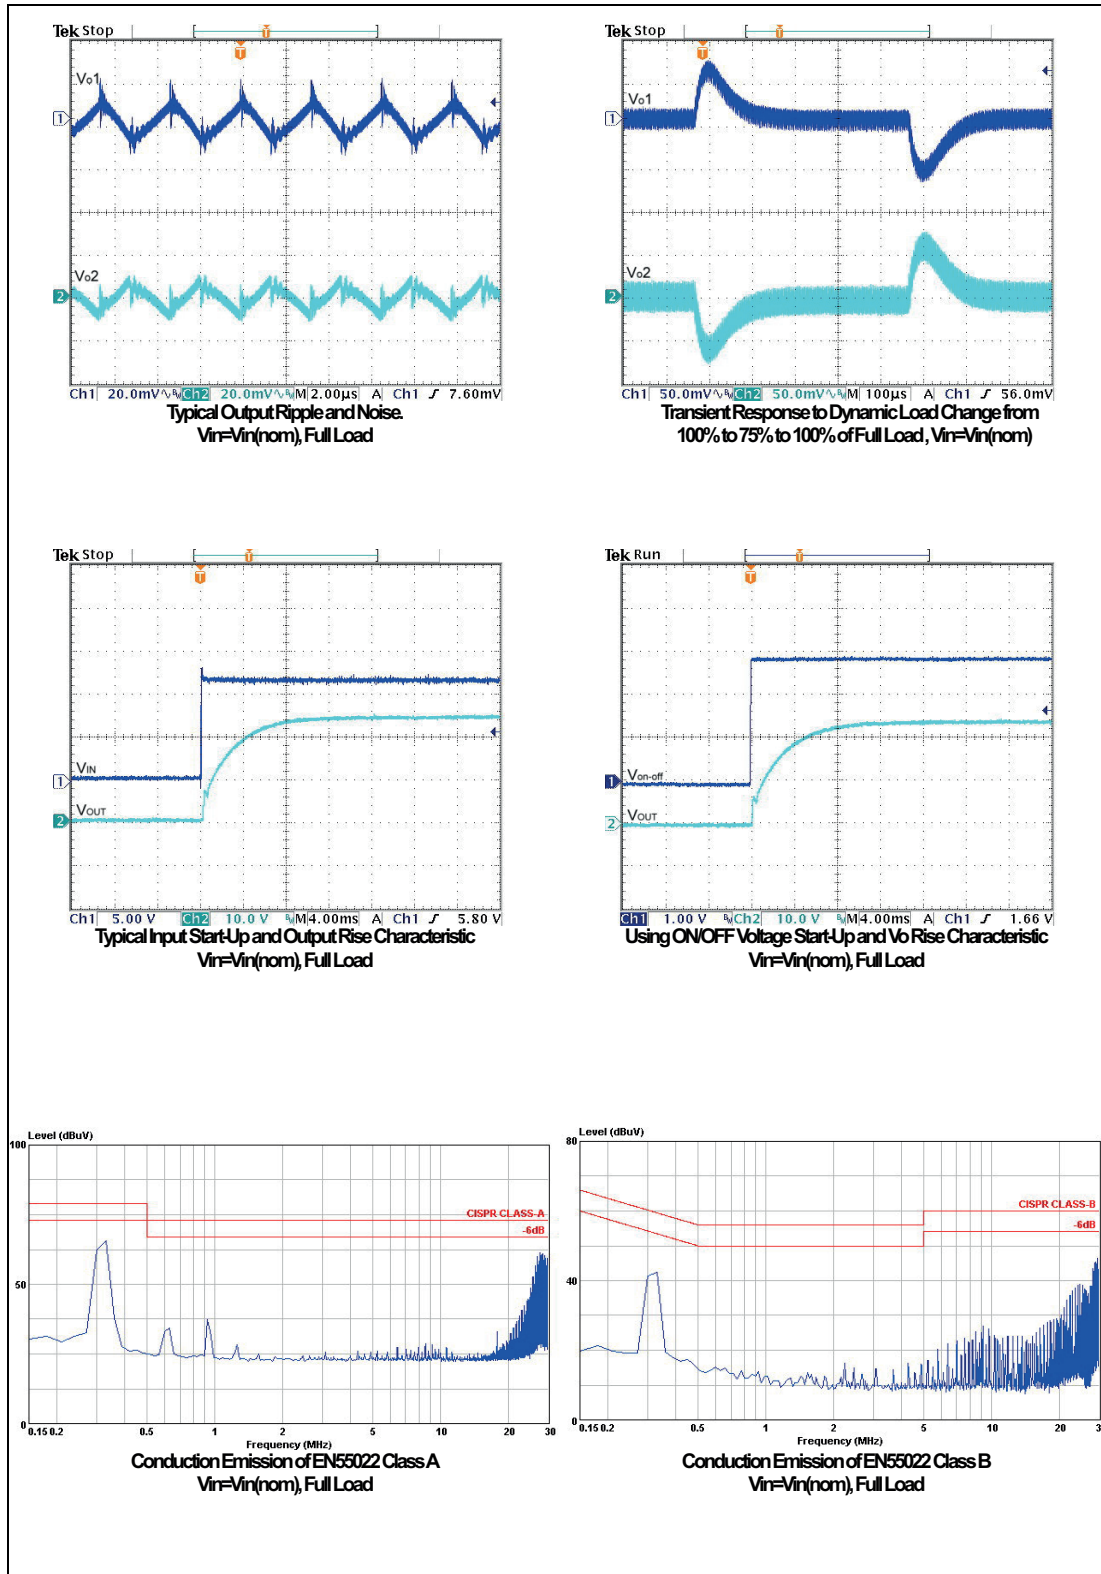 Tek Stop
T
T
Vo1
1
Vo2
2
Ch1 20.0mV Ch2 20.0mV M 2.00µs A Ch1 7.60mV
Typical Output Ripple and Noise.
Vin=Vin(nom), Full Load
Tek Stop
T
T
Vo1
1
Vo2
2
Ch1 50.0mV Ch2 50.0mV M 100µs A Ch1 56.0mV
Transient Response to Dynamic Load Change from
100% to 75% to 100% of Full Load , Vin=Vin(nom)
Tek Stop
T
T
VIN
1
VOUT
2
Ch1 5.00 V Ch2 10.0 V M 4.00ms A Ch1 5.80 V
Typical Input Start-Up and Output Rise Characteristic
Vin=Vin(nom), Full Load
Tek Run
T
T
1 Von-off
VOUT
2
Ch1 1.00 V Ch2 10.0 V M 4.00ms A Ch1 1.66 V
Using ON/OFF Voltage Start-Up and Vo Rise Characteristic
Vin=Vin(nom), Full Load
Level (dBuV)
100
CISPR CLASS-A
-6dB
50
0
0.15 0.2 0.5 1 2 5 10 20 30
Frequency (MHz)
Conduction Emission of EN55022 Class A
Vin=Vin(nom), Full Load
Level (dBuV)
80
CISPR CLASS-B
-6dB
40
0
0.15 0.2 0.5 1 2 5 10 20 30
Frequency (MHz)
Conduction Emission of EN55022 Class B
Vin=Vin(nom), Full Load